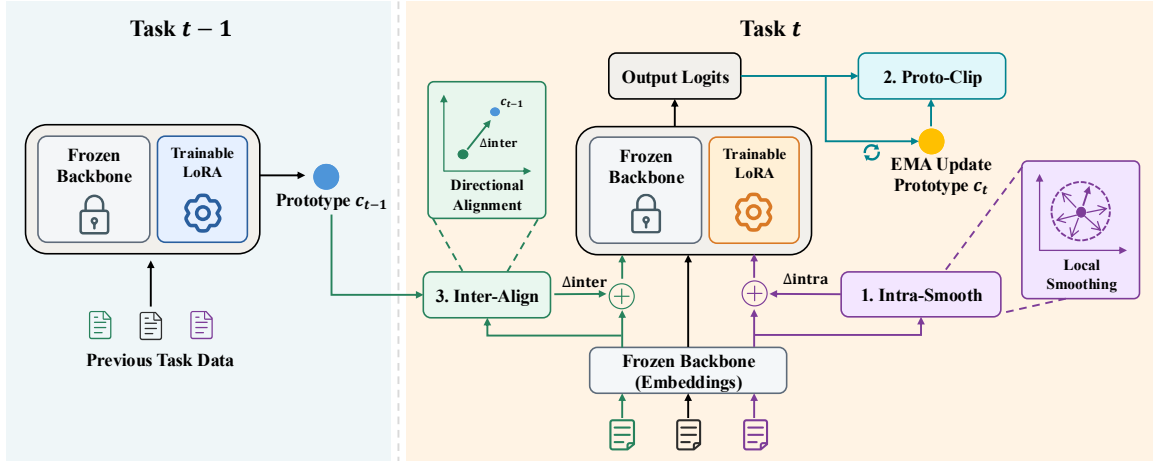 Task t − 1
Frozen
Backbone
Trainable
LoRA
Prototype c_{t−1}
Previous Task Data
Task t
Output Logits
2. Proto-Clip
EMA Update
Prototype c_t
c_{t−1}
Δinter
Directional
Alignment
Frozen
Backbone
Trainable
LoRA
Local
Smoothing
3. Inter-Align
Δinter
Δintra
1. Intra-Smooth
Frozen Backbone
(Embeddings)